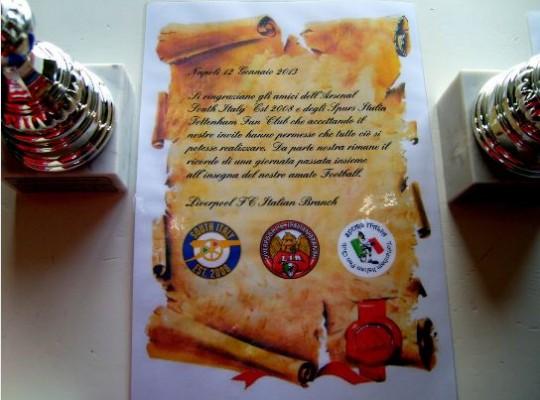 Napoli 12 Gennaio 2013
Si ringraziano gli amici dell'Arsenal
South Italy Est 2008 e degli Spurs Italia
Tottenham Fan Club che accettando il
nostro invito hanno permesso che tutto ciò si
potesse realizzare. Da parte nostra rimane il
ricordo di una giornata passata insieme
all'insegna del nostro amato Football.
Liverpool FC Italian Branch
SOUTH ITALY
EST. 2008